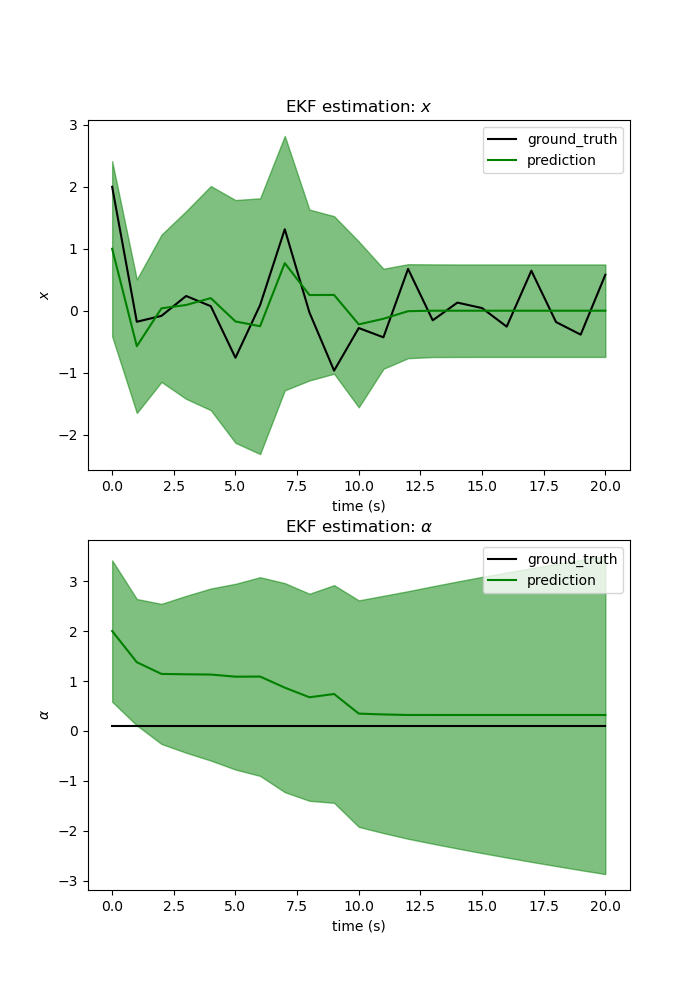 EKF estimation: x
3
2
1
0
−1
−2
x
ground_truth
prediction
0.0 2.5 5.0 7.5 10.0 12.5 15.0 17.5 20.0
time (s)
EKF estimation: α
3
2
1
0
−1
−2
−3
α
ground_truth
prediction
0.0 2.5 5.0 7.5 10.0 12.5 15.0 17.5 20.0
time (s)